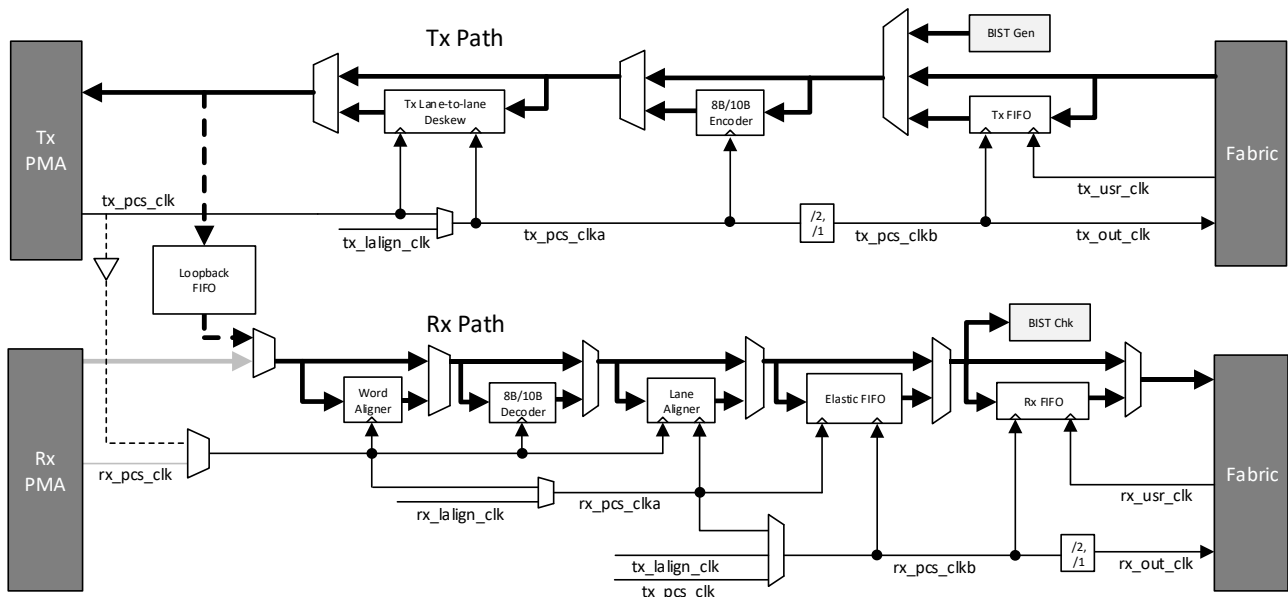 Tx Path
BIST Gen
Tx PMA
Tx Lane-to-lane
Deskew
8B/10B
Encoder
Tx FIFO
Fabric
tx_usr_clk
tx_pcs_clk
tx_lalign_clk
tx_pcs_clka
/2,
/1
tx_pcs_clkb
tx_out_clk
Loopback
FIFO
Rx Path
BIST Chk
Rx
PMA
Word
Aligner
8B/10B
Decoder
Lane
Aligner
Elastic FIFO
Rx FIFO
Fabric
rx_pcs_clk
rx_lalign_clk
rx_pcs_clka
rx_usr_clk
tx_lalign_clk
tx_pcs_clk
rx_pcs_clkb
/2,
/1
rx_out_clk